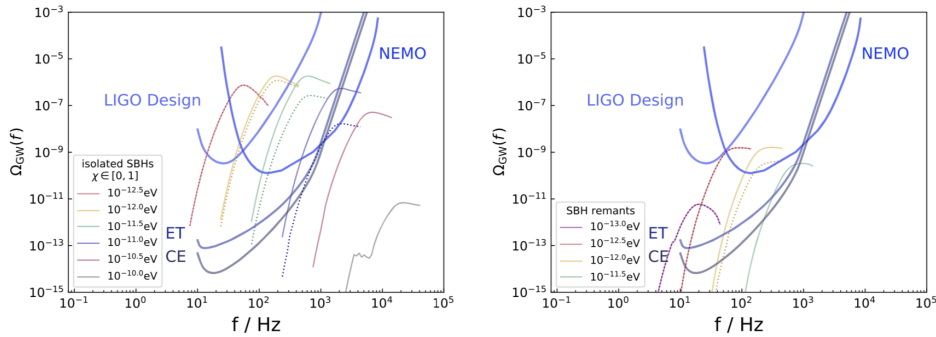 10⁻³
10⁻⁵
10⁻⁷
10⁻⁹
10⁻¹¹
10⁻¹³
10⁻¹⁵
Ω_GW(f)
NEMO
LIGO Design
isolated SBHs
χ ∈ [0, 1]
10⁻¹²·⁵eV
10⁻¹²·⁰eV
10⁻¹¹·⁵eV
10⁻¹¹·⁰eV
10⁻¹⁰·⁵eV
10⁻¹⁰·⁰eV
ET
CE
10⁻¹ 10⁰ 10¹ 10² 10³ 10⁴ 10⁵
f / Hz
10⁻³
10⁻⁵
10⁻⁷
10⁻⁹
10⁻¹¹
10⁻¹³
10⁻¹⁵
Ω_GW(f)
NEMO
LIGO Design
SBH remants
10⁻¹³·⁰eV
10⁻¹²·⁵eV
10⁻¹²·⁰eV
10⁻¹¹·⁵eV
ET
CE
10⁻¹ 10⁰ 10¹ 10² 10³ 10⁴ 10⁵
f / Hz